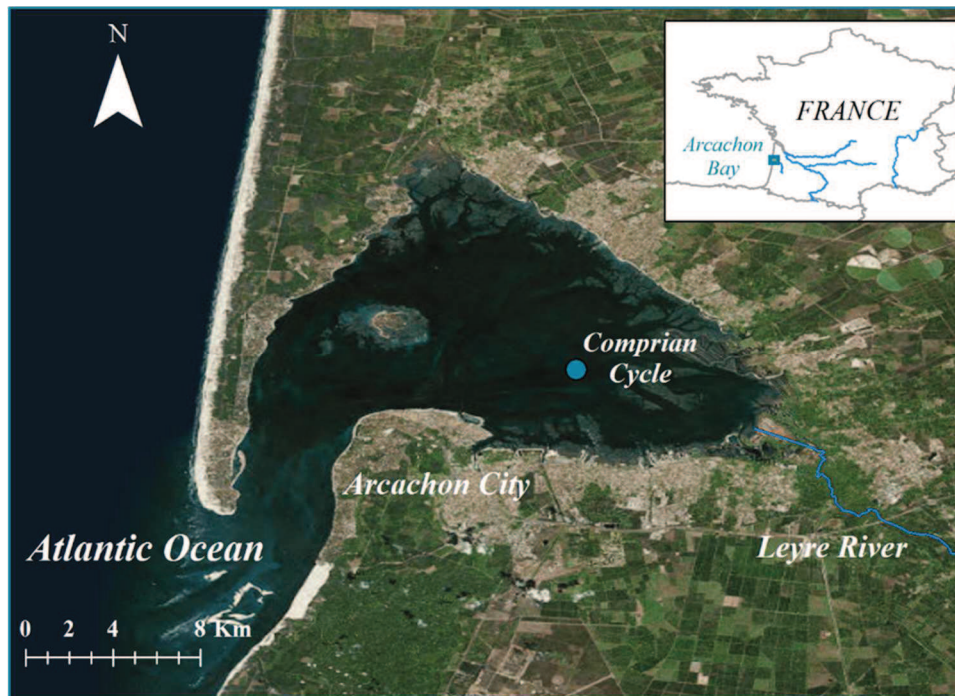 N
FRANCE
Arcachon
Bay
Comprian
Cycle
Arcachon City
Atlantic Ocean
Leyre River
0 2 4 8 Km